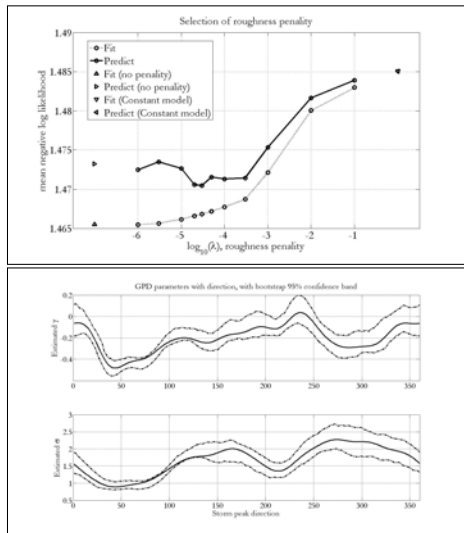 Selection of roughness penality
1.49
1.485
1.48
1.475
1.47
1.465
mean negative log likelihood
Fit
Predict
Fit (no penality)
Predict (no penality)
Fit (Constant model)
Predict (Constant model)
-6 -5 -4 -3 -2 -1
log10(λ), roughness penality
GPD parameters with direction, with bootstrap 95% confidence band
Estimated γ
0.2
0
-0.2
-0.4
0 50 100 150 200 250 300 350
Estimated σ
3
2.5
2
1.5
1
0.5
0 50 100 150 200 250 300 350
Storm peak direction